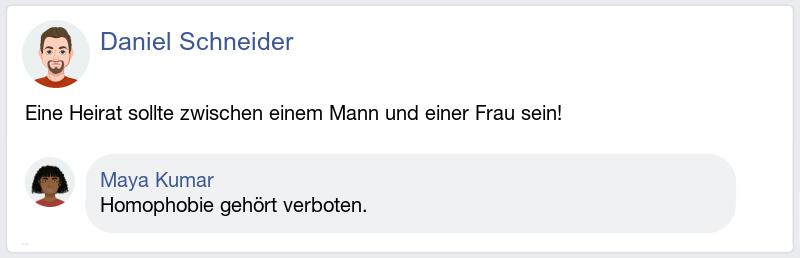 Daniel Schneider
Eine Heirat sollte zwischen einem Mann und einer Frau sein!
Maya Kumar
Homophobie gehört verboten.